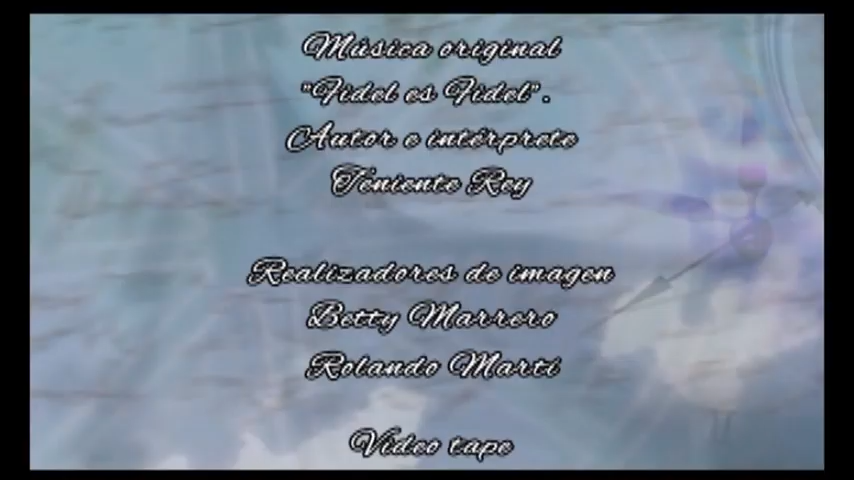 Música original
"Fidel es Fidel".
Autor e intérprete
Teniente Rey
Realizadores de imagen
Betty Marrero
Rolando Martí
Video tape